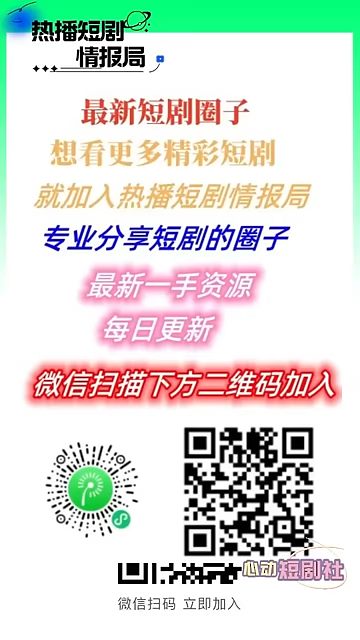 热播短剧
情报局
最新短剧圈子
想看更多精彩短剧
就加入热播短剧情报局
专业分享短剧的圈子
最新一手资源
每日更新
微信扫描下方二维码加入
心动短剧社
微信扫码 立即加入